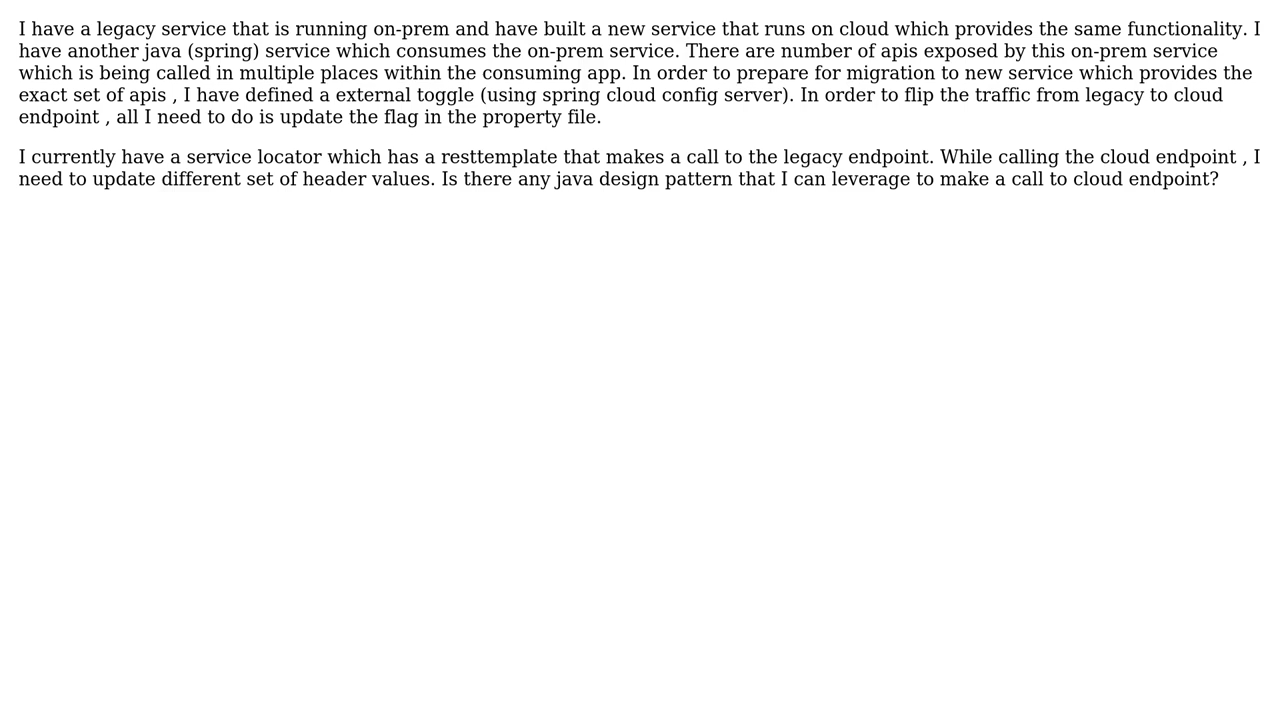 I have a legacy service that is running on-prem and have built a new service that runs on cloud which provides the same functionality. I
have another java (spring) service which consumes the on-prem service. There are number of apis exposed by this on-prem service
which is being called in multiple places within the consuming app. In order to prepare for migration to new service which provides the
exact set of apis , I have defined a external toggle (using spring cloud config server). In order to flip the traffic from legacy to cloud
endpoint , all I need to do is update the flag in the property file.
I currently have a service locator which has a resttemplate that makes a call to the legacy endpoint. While calling the cloud endpoint , I
need to update different set of header values. Is there any java design pattern that I can leverage to make a call to cloud endpoint?